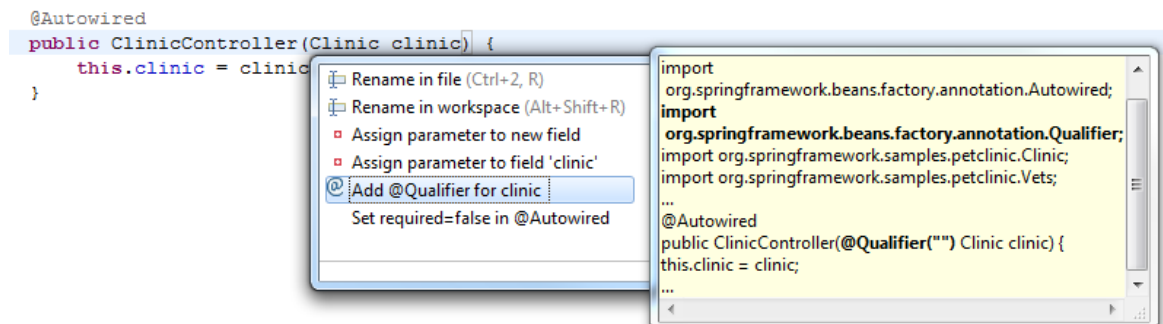 @Autowired
public ClinicController(Clinic clinic) {
this.clinic = clinic
}
Rename in file (Ctrl+2, R)
Rename in workspace (Alt+Shift+R)
Assign parameter to new field
Assign parameter to field 'clinic'
@ Add @Qualifier for clinic
Set required=false in @Autowired
import
org.springframework.beans.factory.annotation.Autowired;
import
org.springframework.beans.factory.annotation.Qualifier;
import org.springframework.samples.petclinic.Clinic;
import org.springframework.samples.petclinic.Vets;
...
@Autowired
public ClinicController(@Qualifier("") Clinic clinic) {
this.clinic = clinic;
...